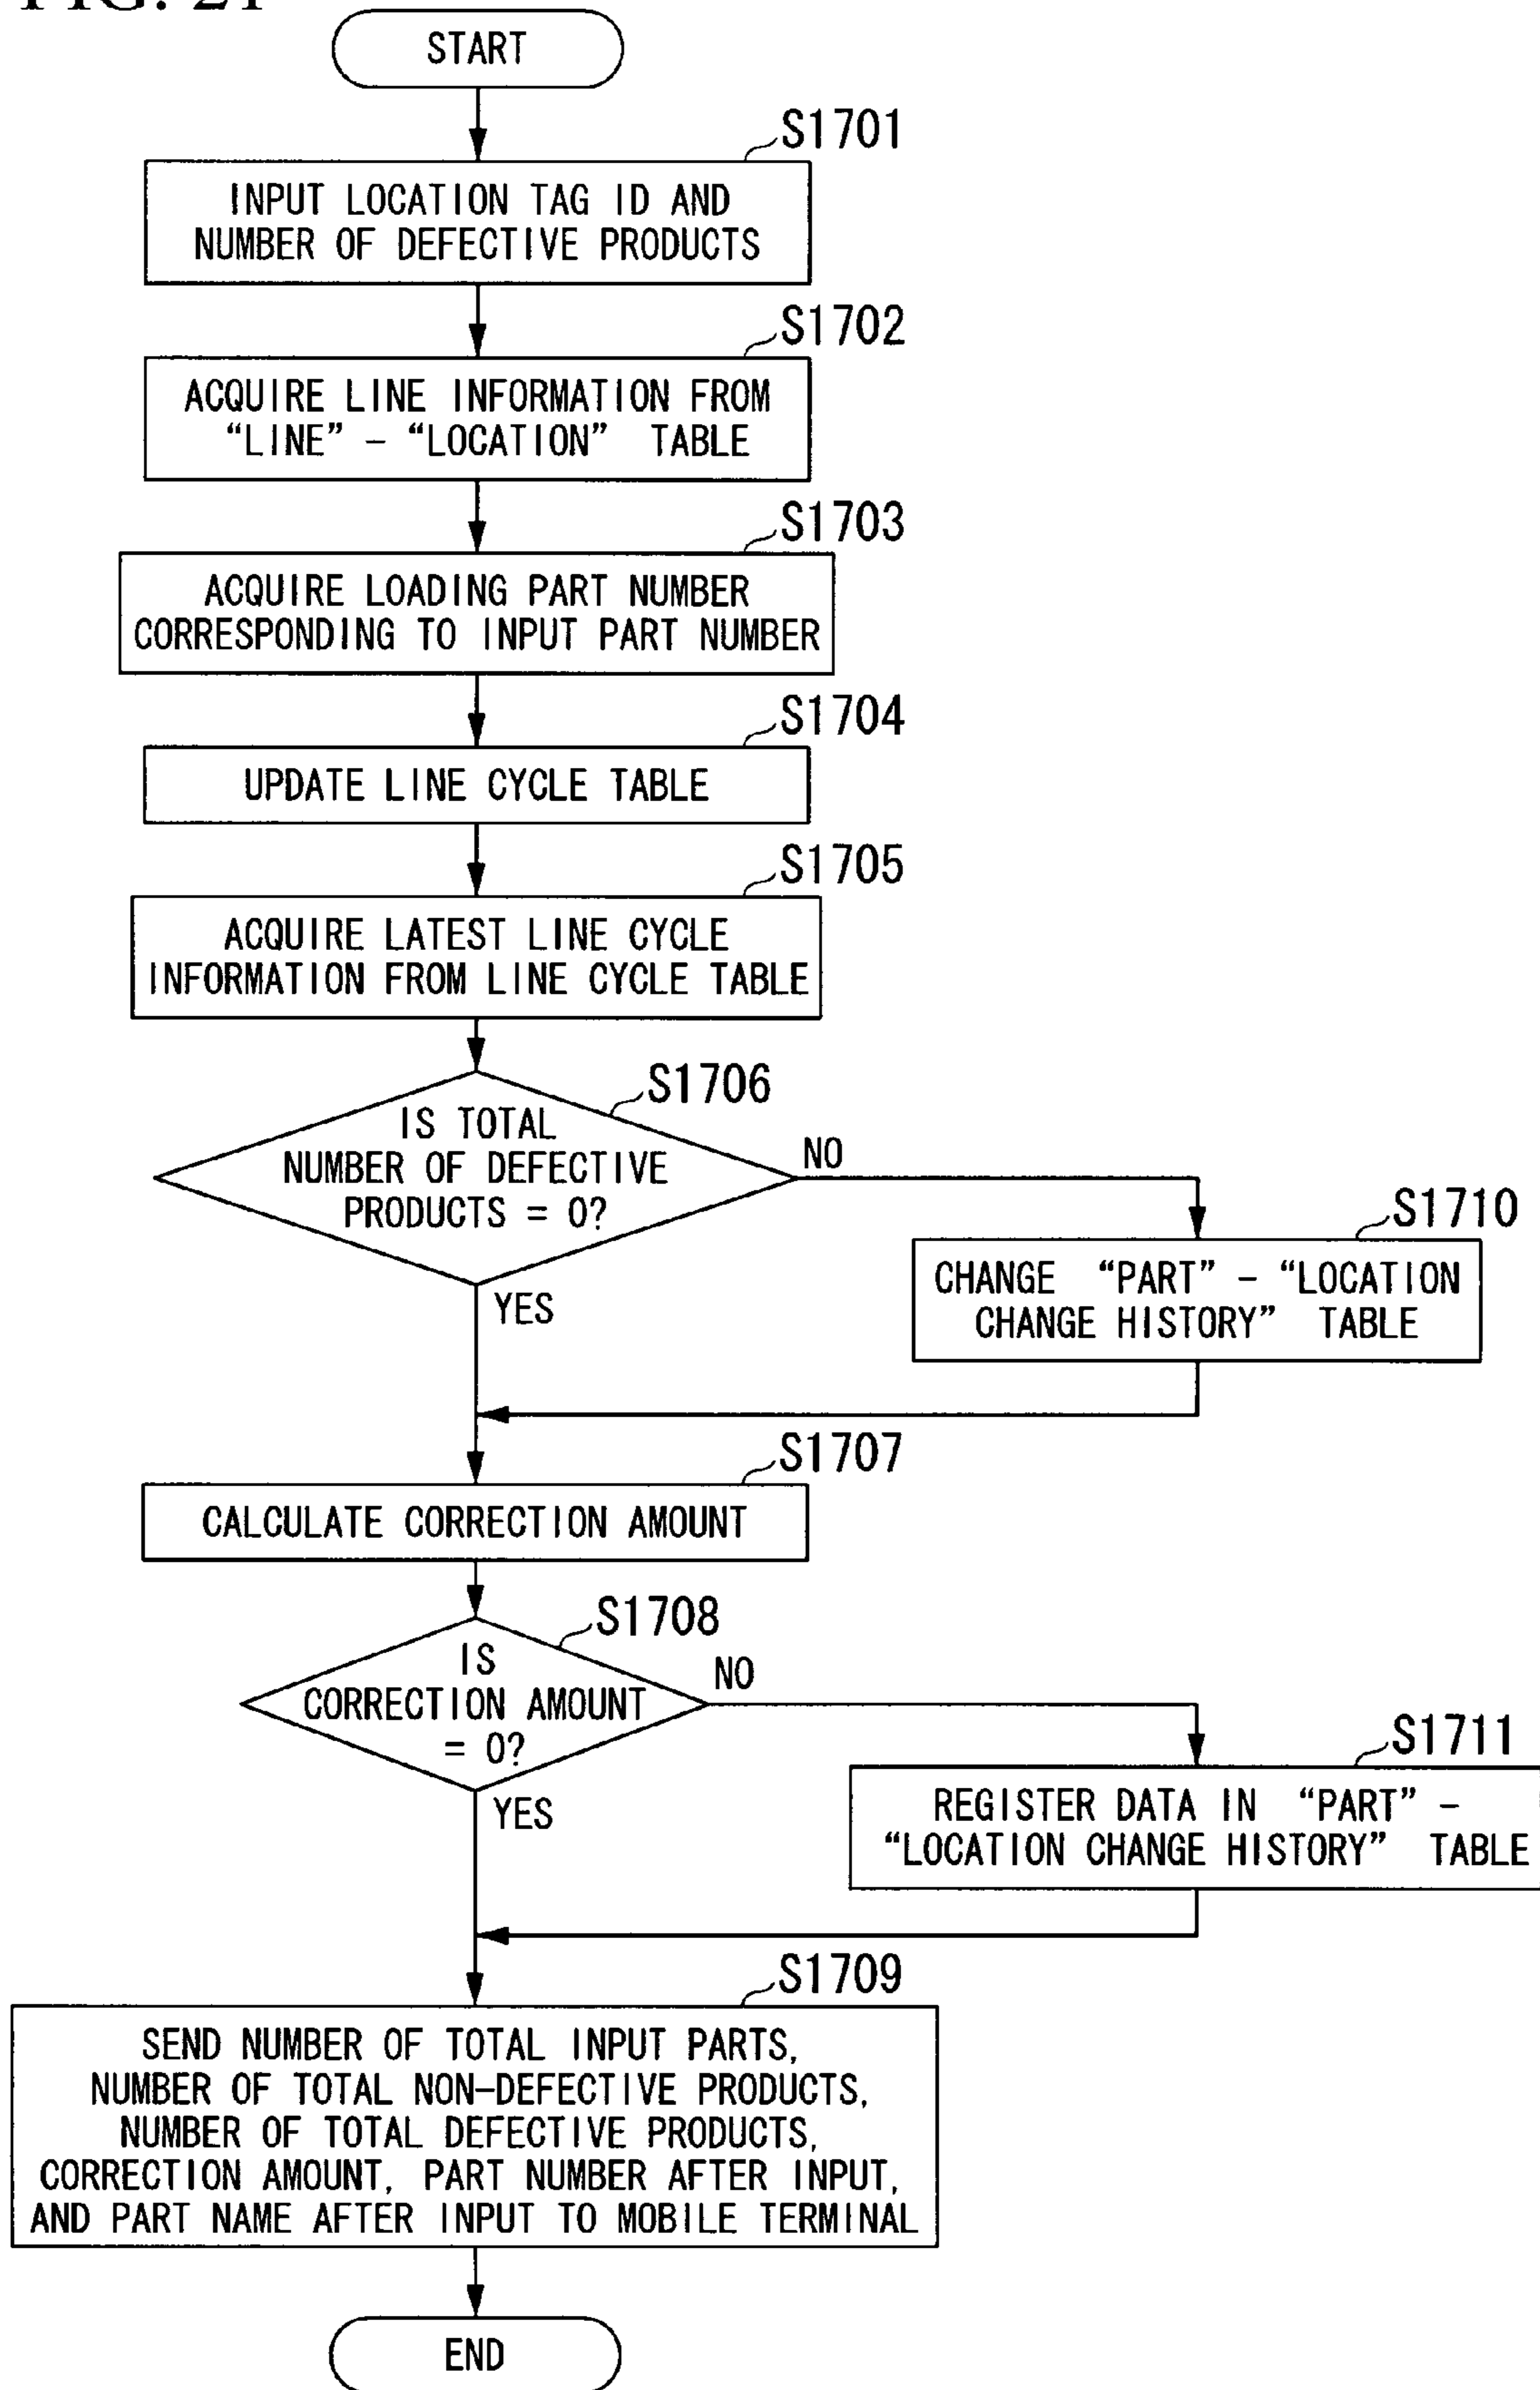 START
S1701
INPUT LOCATION TAG ID AND
NUMBER OF DEFECTIVE PRODUCTS
S1702
ACQUIRE LINE INFORMATION FROM
“LINE” – “LOCATION” TABLE
S1703
ACQUIRE LOADING PART NUMBER
CORRESPONDING TO INPUT PART NUMBER
S1704
UPDATE LINE CYCLE TABLE
S1705
ACQUIRE LATEST LINE CYCLE
INFORMATION FROM LINE CYCLE TABLE
S1706
IS TOTAL
NUMBER OF DEFECTIVE
PRODUCTS = 0?
NO
YES
S1710
CHANGE “PART” – “LOCATION
CHANGE HISTORY” TABLE
S1707
CALCULATE CORRECTION AMOUNT
S1708
IS
CORRECTION AMOUNT
= 0?
NO
YES
S1711
REGISTER DATA IN “PART” –
“LOCATION CHANGE HISTORY” TABLE
S1709
SEND NUMBER OF TOTAL INPUT PARTS,
NUMBER OF TOTAL NON-DEFECTIVE PRODUCTS,
NUMBER OF TOTAL DEFECTIVE PRODUCTS,
CORRECTION AMOUNT, PART NUMBER AFTER INPUT,
AND PART NAME AFTER INPUT TO MOBILE TERMINAL
END